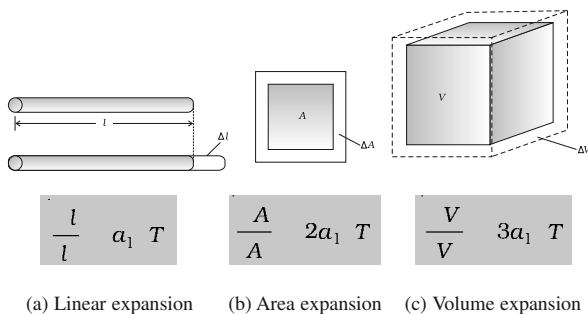 V
A
l
Δl
ΔA
ΔV
l
l a₁ T
A
A 2a₁ T
V
V 3a₁ T
(a) Linear expansion (b) Area expansion (c) Volume expansion